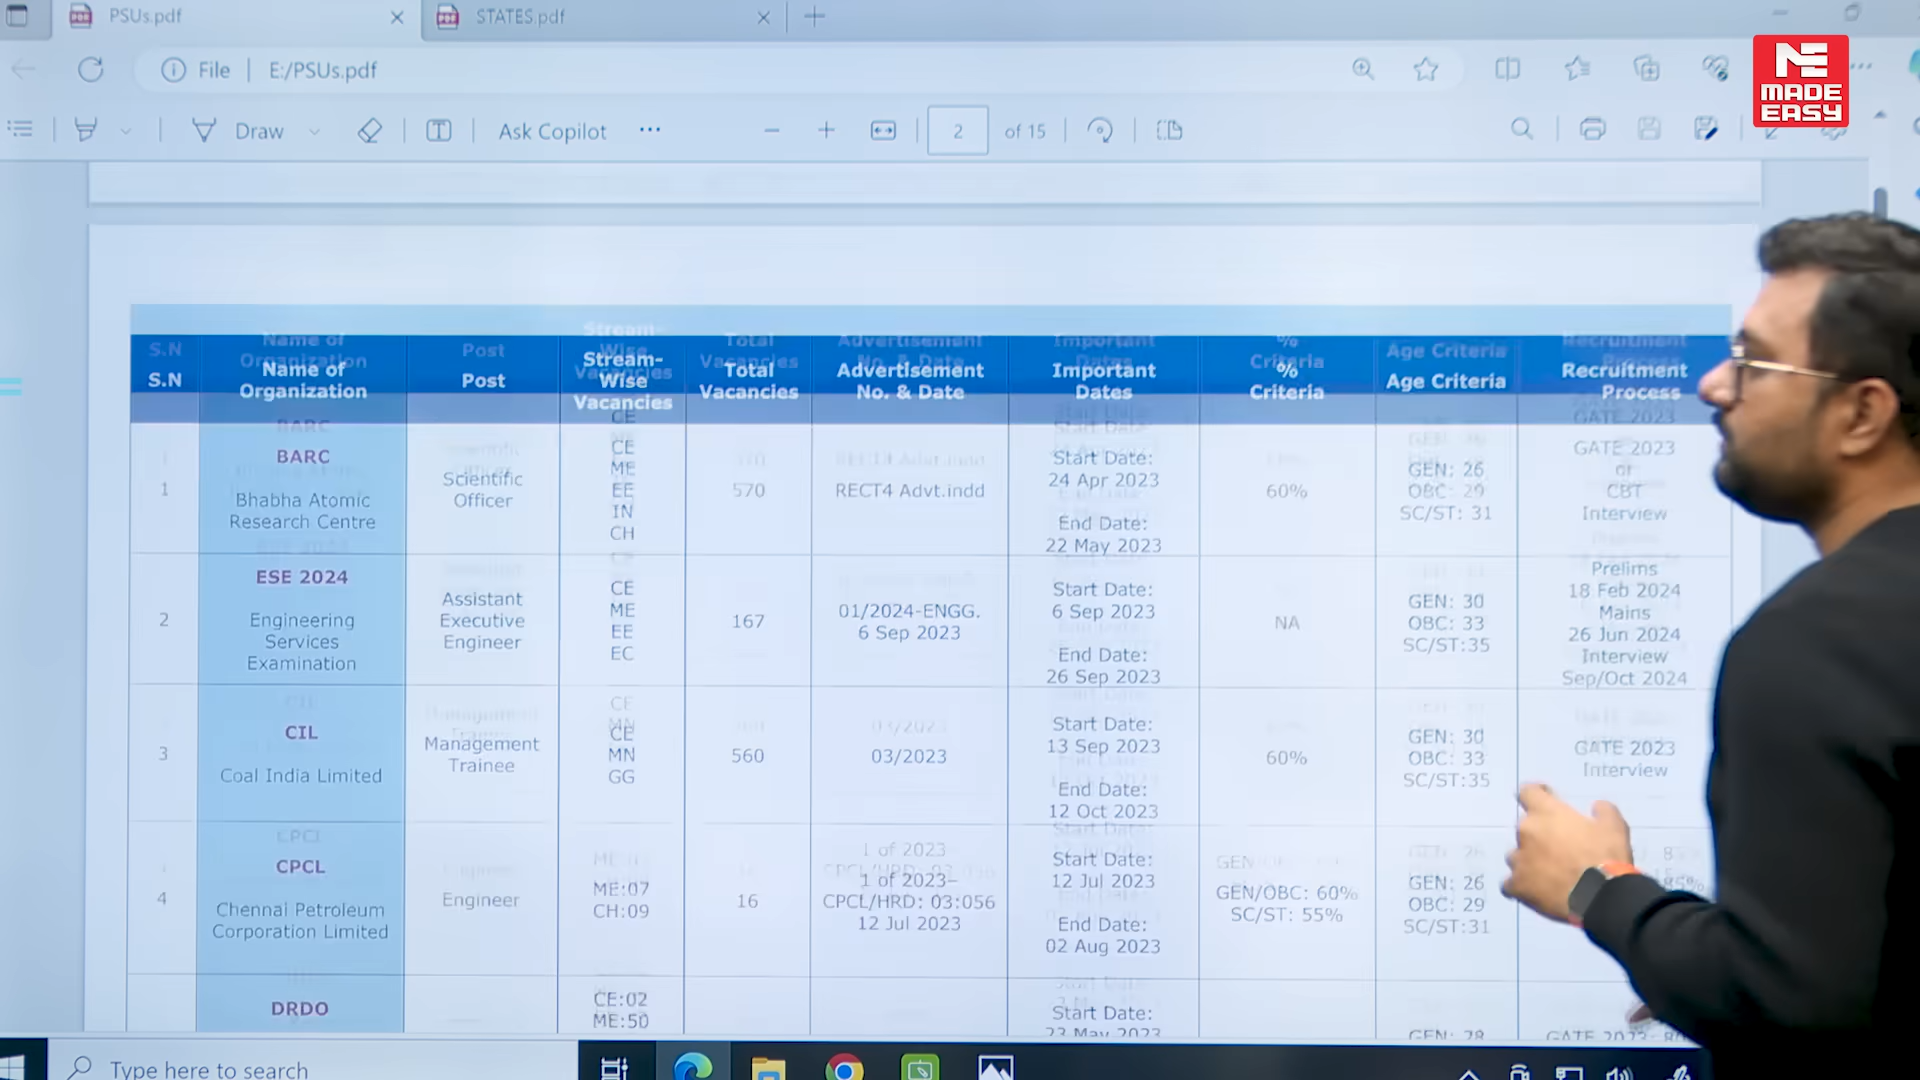 PSUs.pdf
STATES.pdf
File
E:/PSUs.pdf
ME
MADE
EASY
Draw
Ask Copilot
2
of 15
S.N
Name of
Organization
Post
Stream-
Wise
Vacancies
Total
Vacancies
Advertisement
No. & Date
Important
Dates
%
Criteria
Age Criteria
Recruitment
Process
1
BARC
Bhabha Atomic
Research Centre
Scientific
Officer
CE
ME
EE
IN
CH
570
RECT4 Advt.indd
Start Date:
24 Apr 2023
End Date:
22 May 2023
60%
GEN: 26
OBC: 29
SC/ST: 31
GATE 2023
or
CBT
Interview
2
ESE 2024
Engineering
Services
Examination
Assistant
Executive
Engineer
CE
ME
EE
EC
167
01/2024-ENGG.
6 Sep 2023
Start Date:
6 Sep 2023
End Date:
26 Sep 2023
NA
GEN: 30
OBC: 33
SC/ST:35
Prelims
18 Feb 2024
Mains
26 Jun 2024
Interview
Sep/Oct 2024
3
CIL
Coal India Limited
Management
Trainee
CE
MN
GG
560
03/2023
Start Date:
13 Sep 2023
End Date:
12 Oct 2023
60%
GEN: 30
OBC: 33
SC/ST:35
GATE 2023
Interview
4
CPCL
Chennai Petroleum
Corporation Limited
Engineer
ME:07
CH:09
16
1 of 2023–
CPCL/HRD: 03:056
12 Jul 2023
Start Date:
12 Jul 2023
End Date:
02 Aug 2023
GEN/OBC: 60%
SC/ST: 55%
GEN: 26
OBC: 29
SC/ST:31
85%
DRDO
CE:02
ME:50
Start Date:
23 May 2023
GEN: 28
GATE 2023:
Type here to search